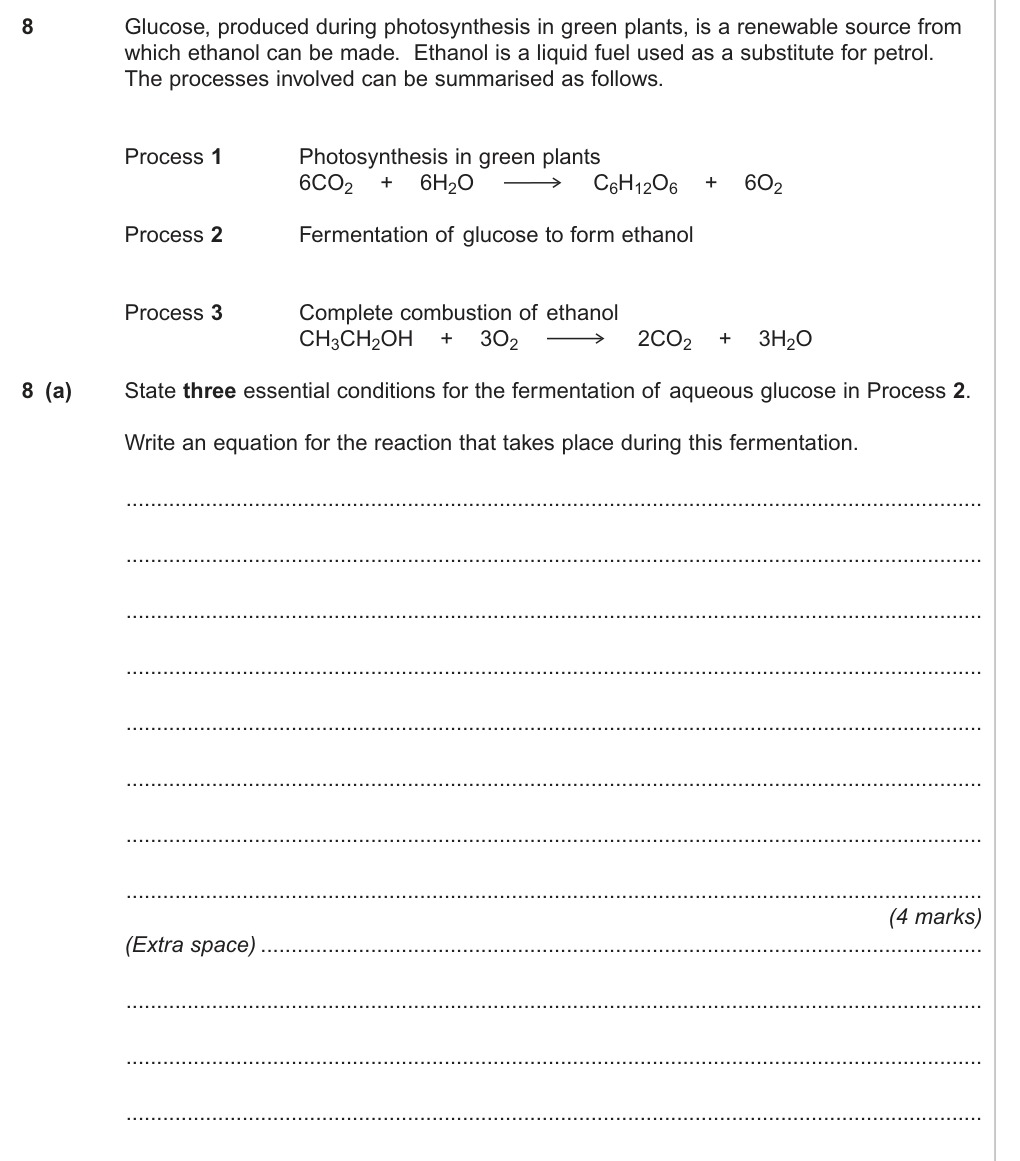 8 Glucose, produced during photosynthesis in green plants, is a renewable source from
which ethanol can be made. Ethanol is a liquid fuel used as a substitute for petrol.
The processes involved can be summarised as follows.
Process 1 Photosynthesis in green plants
6CO₂ + 6H₂O ⟶ C₆H₁₂O₆ + 6O₂
Process 2 Fermentation of glucose to form ethanol
Process 3 Complete combustion of ethanol
CH₃CH₂OH + 3O₂ ⟶ 2CO₂ + 3H₂O
8 (a) State three essential conditions for the fermentation of aqueous glucose in Process 2.
Write an equation for the reaction that takes place during this fermentation.
(4 marks)
(Extra space)